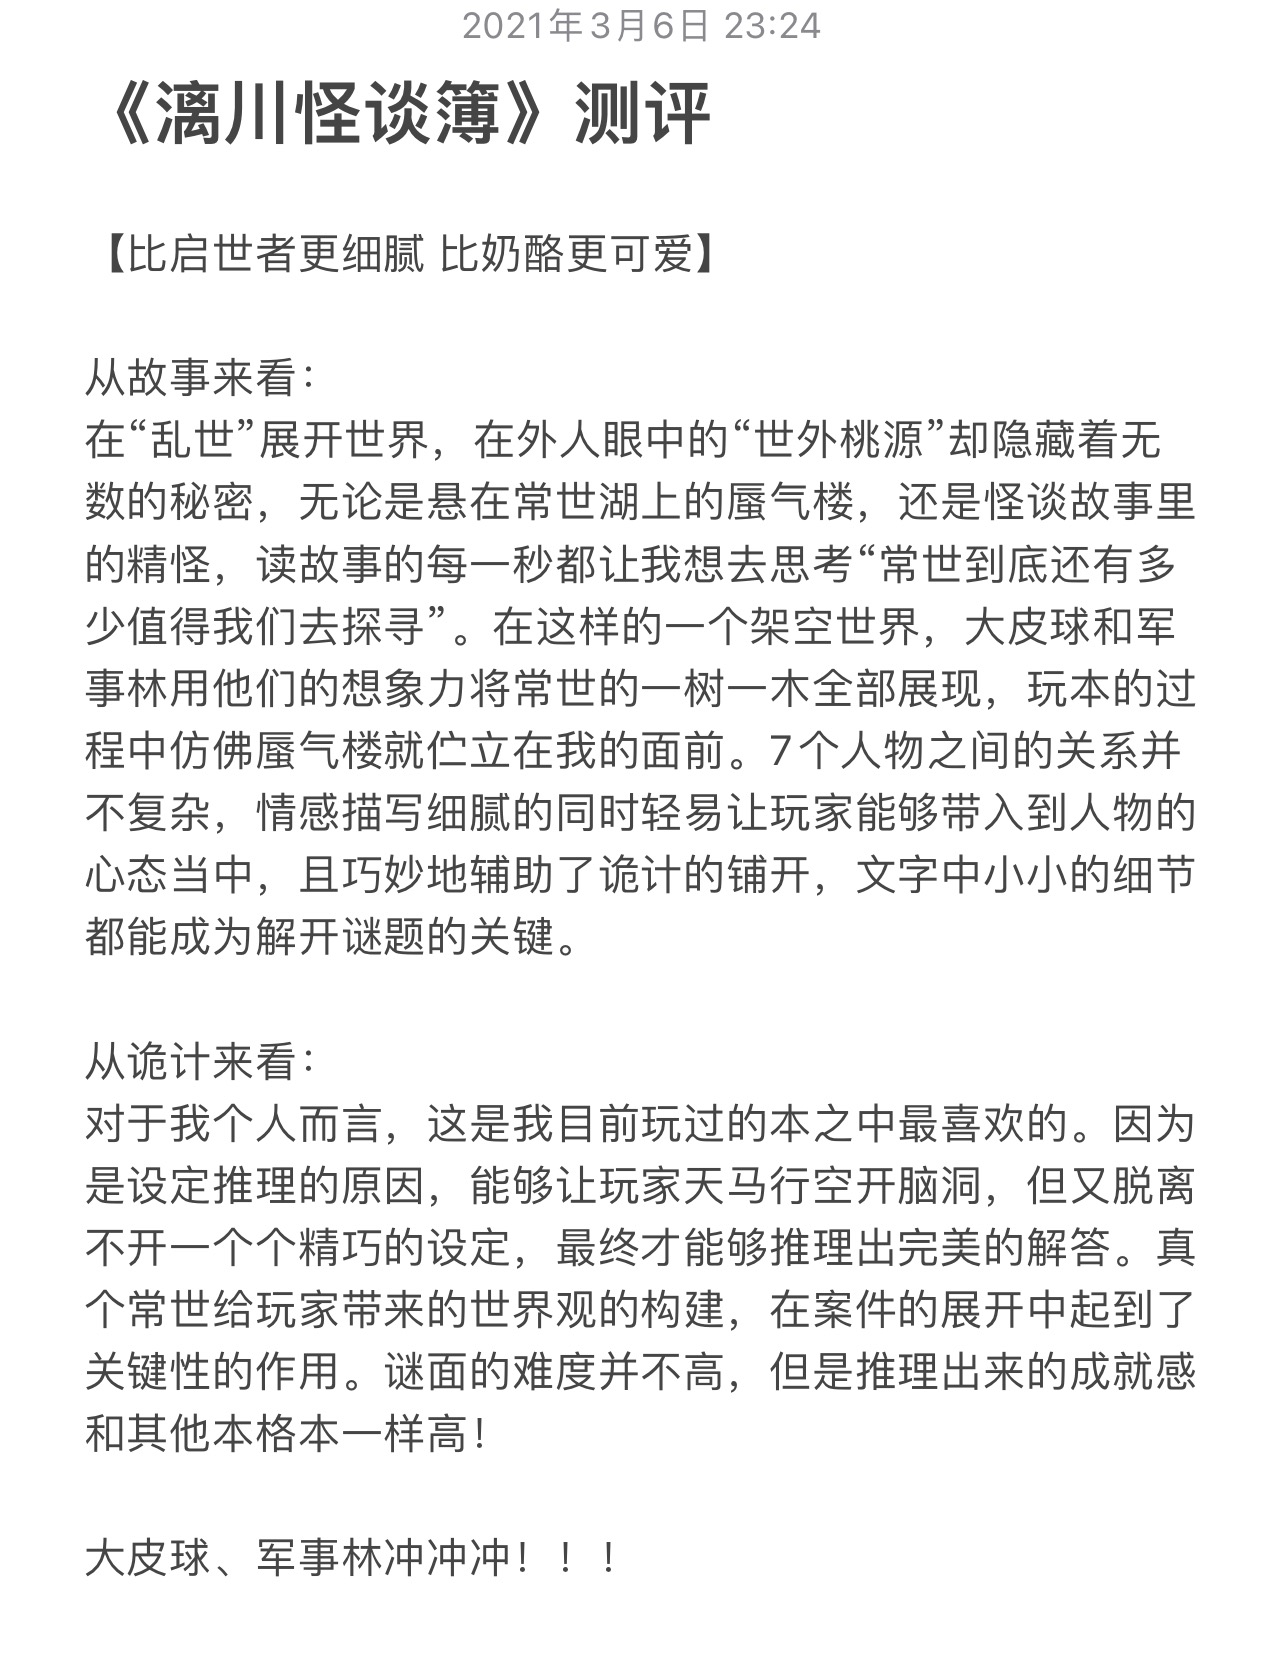 2021年3月6日 23:24
《漓川怪谈簿》测评
【比启世者更细腻 比奶酪更可爱】
从故事来看：
在“乱世”展开世界，在外人眼中的“世外桃源”却隐藏着无
数的秘密，无论是悬在常世湖上的蜃气楼，还是怪谈故事里
的精怪，读故事的每一秒都让我想去思考“常世到底还有多
少值得我们去探寻”。在这样的一个架空世界，大皮球和军
事林用他们的想象力将常世的一树一木全部展现，玩本的过
程中仿佛蜃气楼就伫立在我的面前。7个人物之间的关系并
不复杂，情感描写细腻的同时轻易让玩家能够带入到人物的
心态当中，且巧妙地辅助了诡计的铺开，文字中小小的细节
都能成为解开谜题的关键。
从诡计来看：
对于我个人而言，这是我目前玩过的本之中最喜欢的。因为
是设定推理的原因，能够让玩家天马行空开脑洞，但又脱离
不开一个个精巧的设定，最终才能够推理出完美的解答。真
个常世给玩家带来的世界观的构建，在案件的展开中起到了
关键性的作用。谜面的难度并不高，但是推理出来的成就感
和其他本格本一样高！
大皮球、军事林冲冲冲！！！